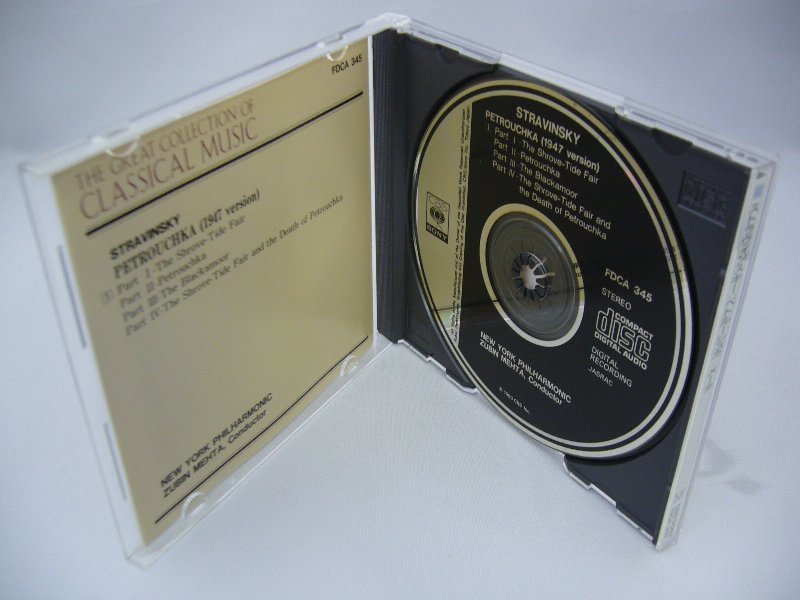 FDCA 345
THE GREAT COLLECTION OF
CLASSICAL MUSIC
STRAVINSKY
PETROUCHKA (1947 version)
1 Part I-The Shrove-Tide Fair
Part II-Petrouchka
Part III-The Blackamoor
Part IV-The Shrove-Tide Fair and the Death of Petrouchka
NEW YORK PHILHARMONIC
ZUBIN MEHTA, Conductor
STRAVINSKY
PETROUCHKA (1947 version)
1 Part I The Shrove-Tide Fair
Part II Petrouchka
Part III The Blackamoor
Part IV The Shrove-Tide Fair and
the Death of Petrouchka
CBS
SONY
FDCA 345
STEREO
COMPACT
disc
DIGITAL AUDIO
DIGITAL
RECORDING
JASRAC
NEW YORK PHILHARMONIC
ZUBIN MEHTA, Conductor